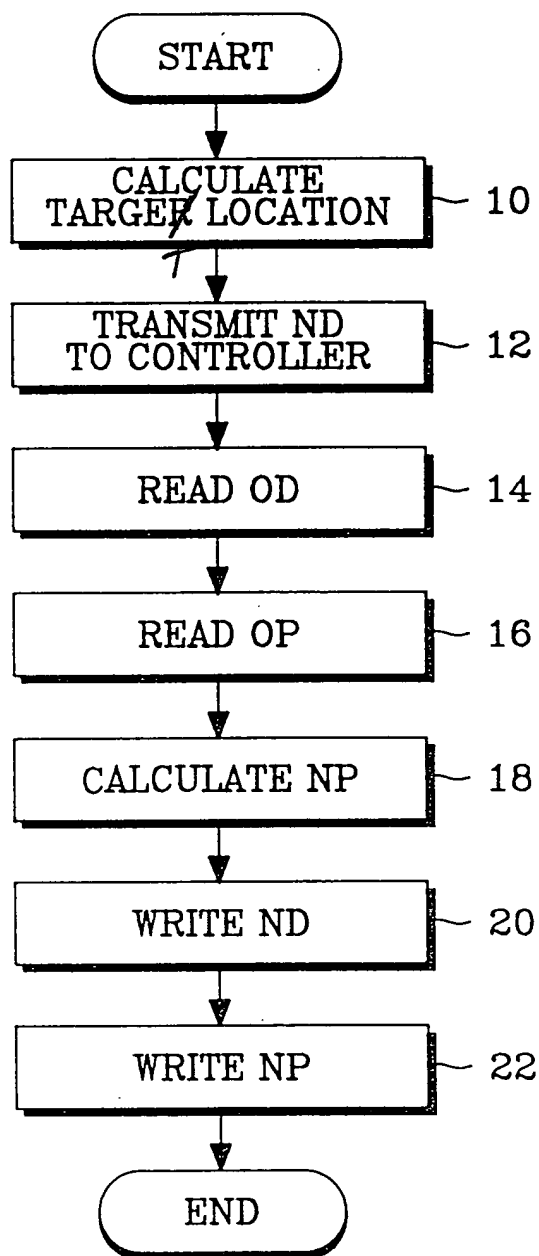 START
CALCULATE
TARGER LOCATION
T
10
TRANSMIT ND
TO CONTROLLER
12
READ OD
14
READ OP
16
CALCULATE NP
18
WRITE ND
20
WRITE NP
22
END